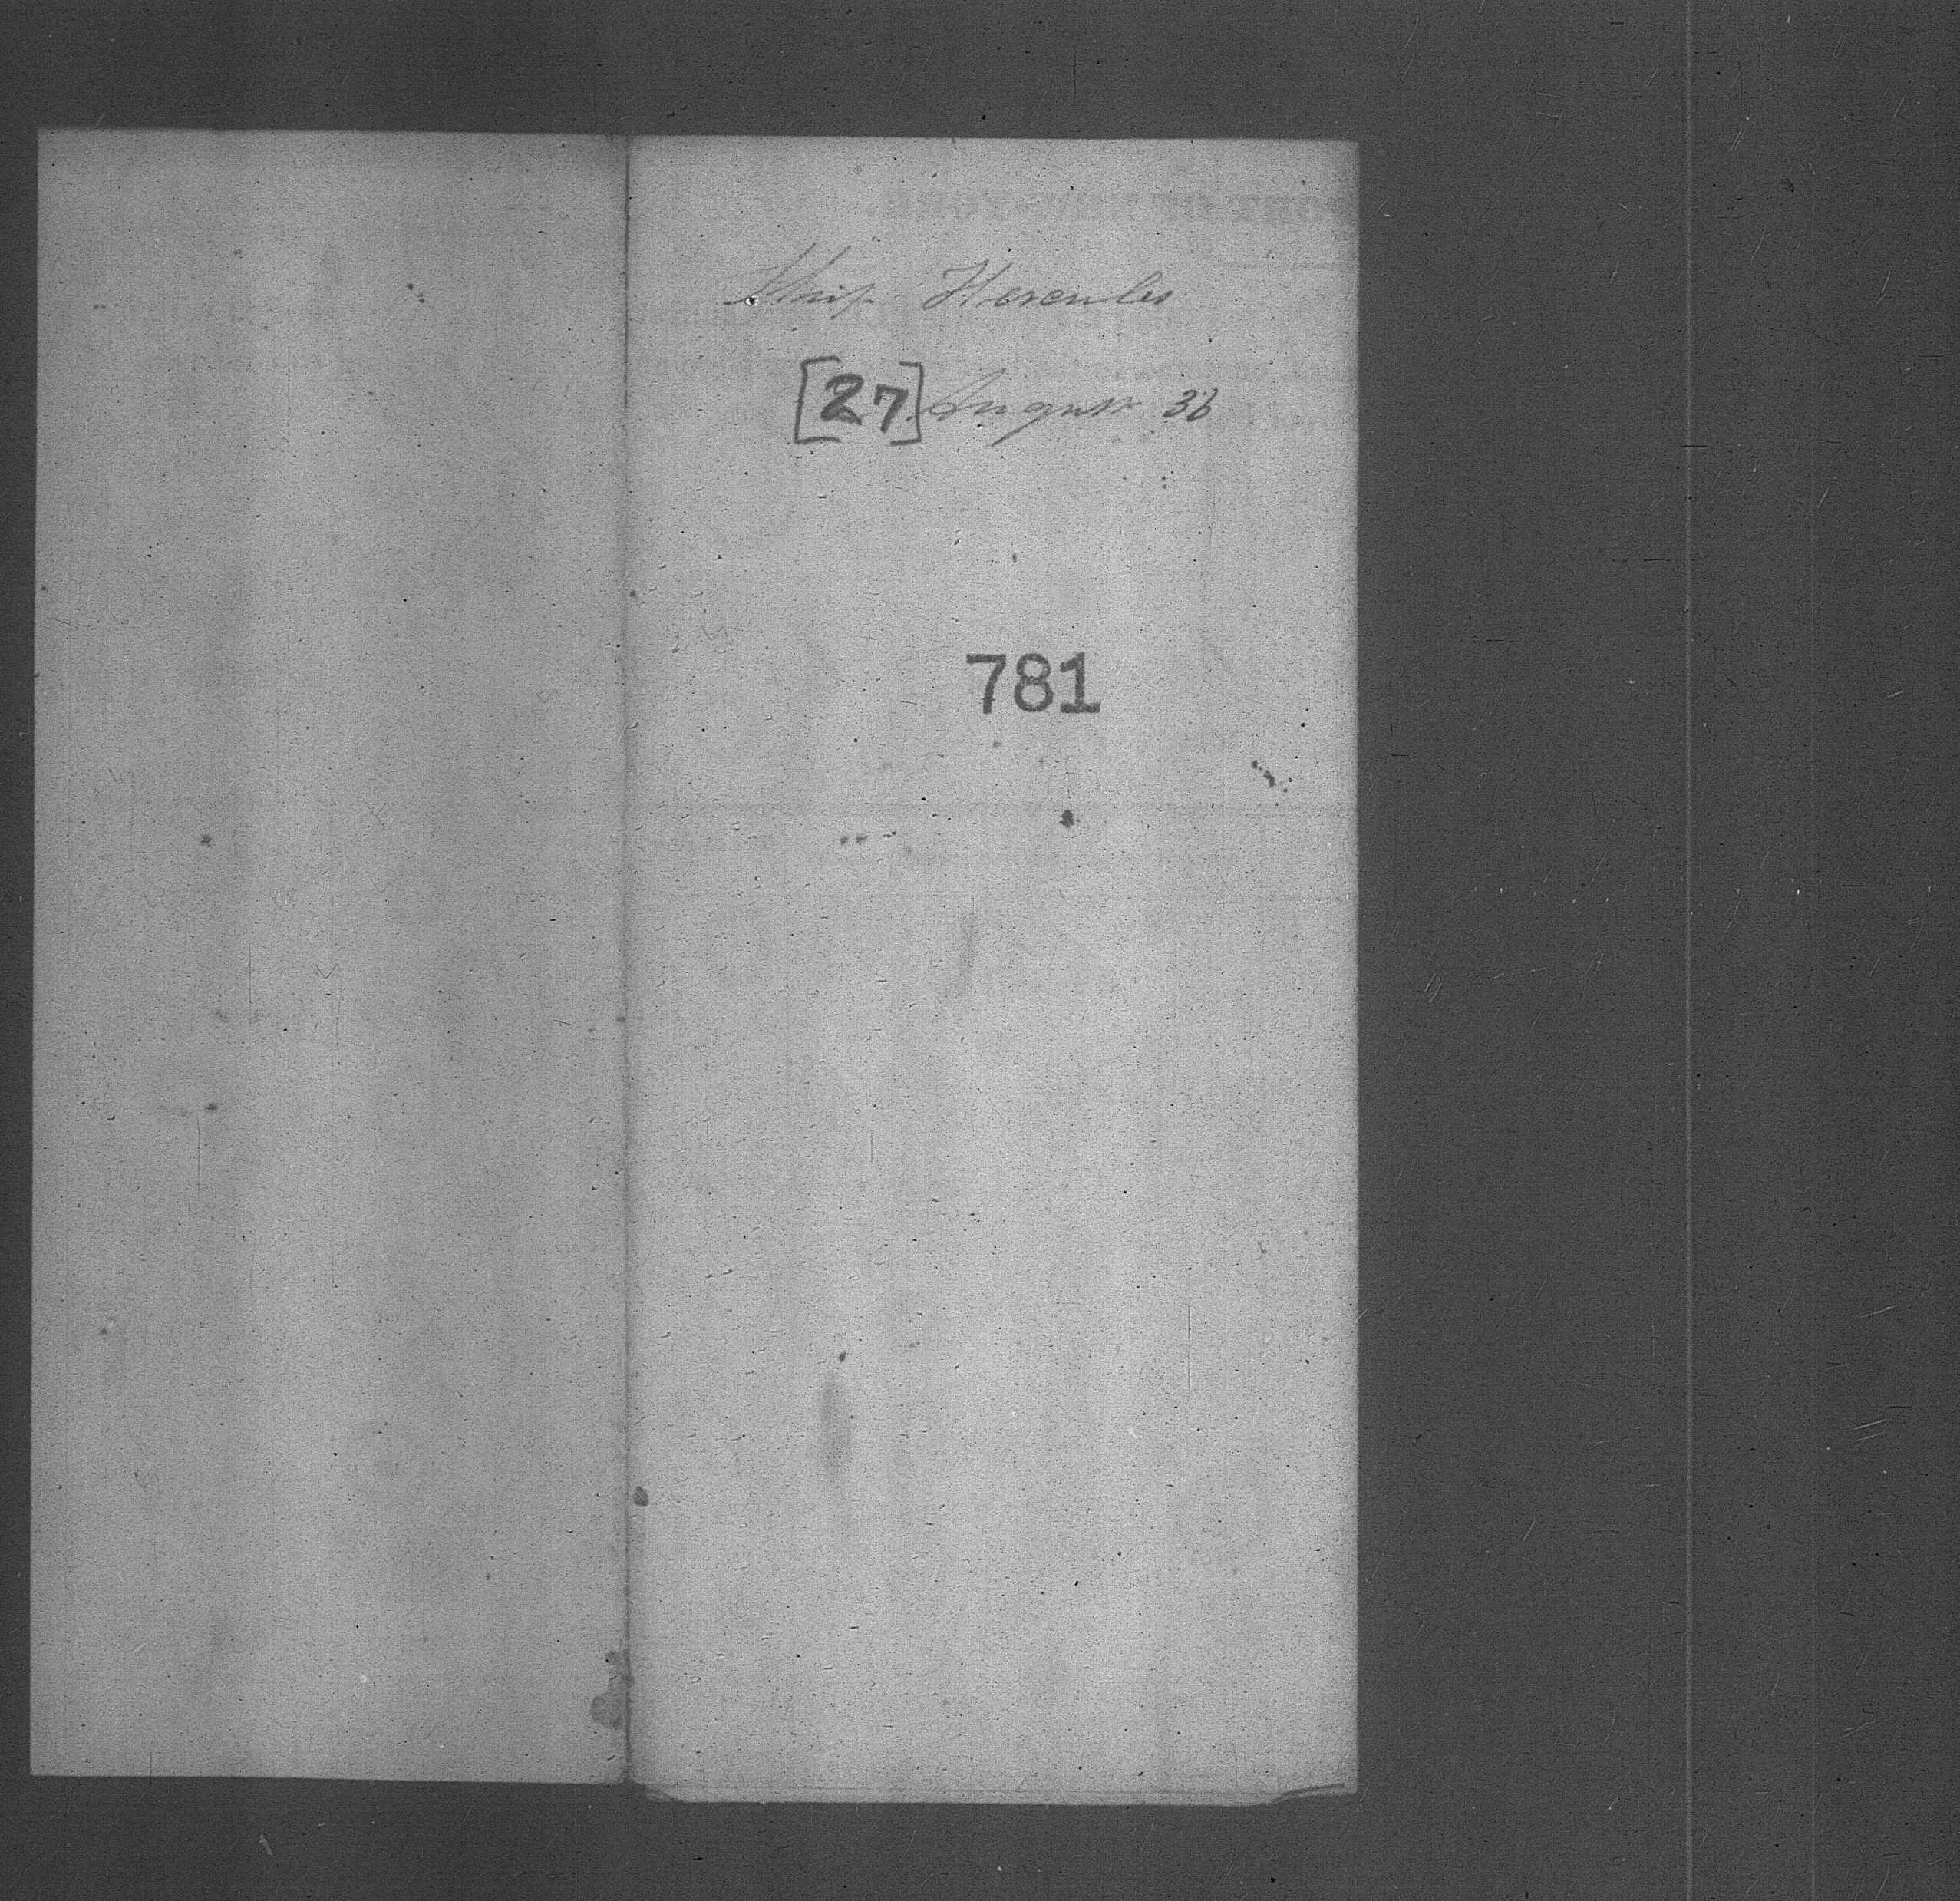 Ship Hercules
[27] August 36
781